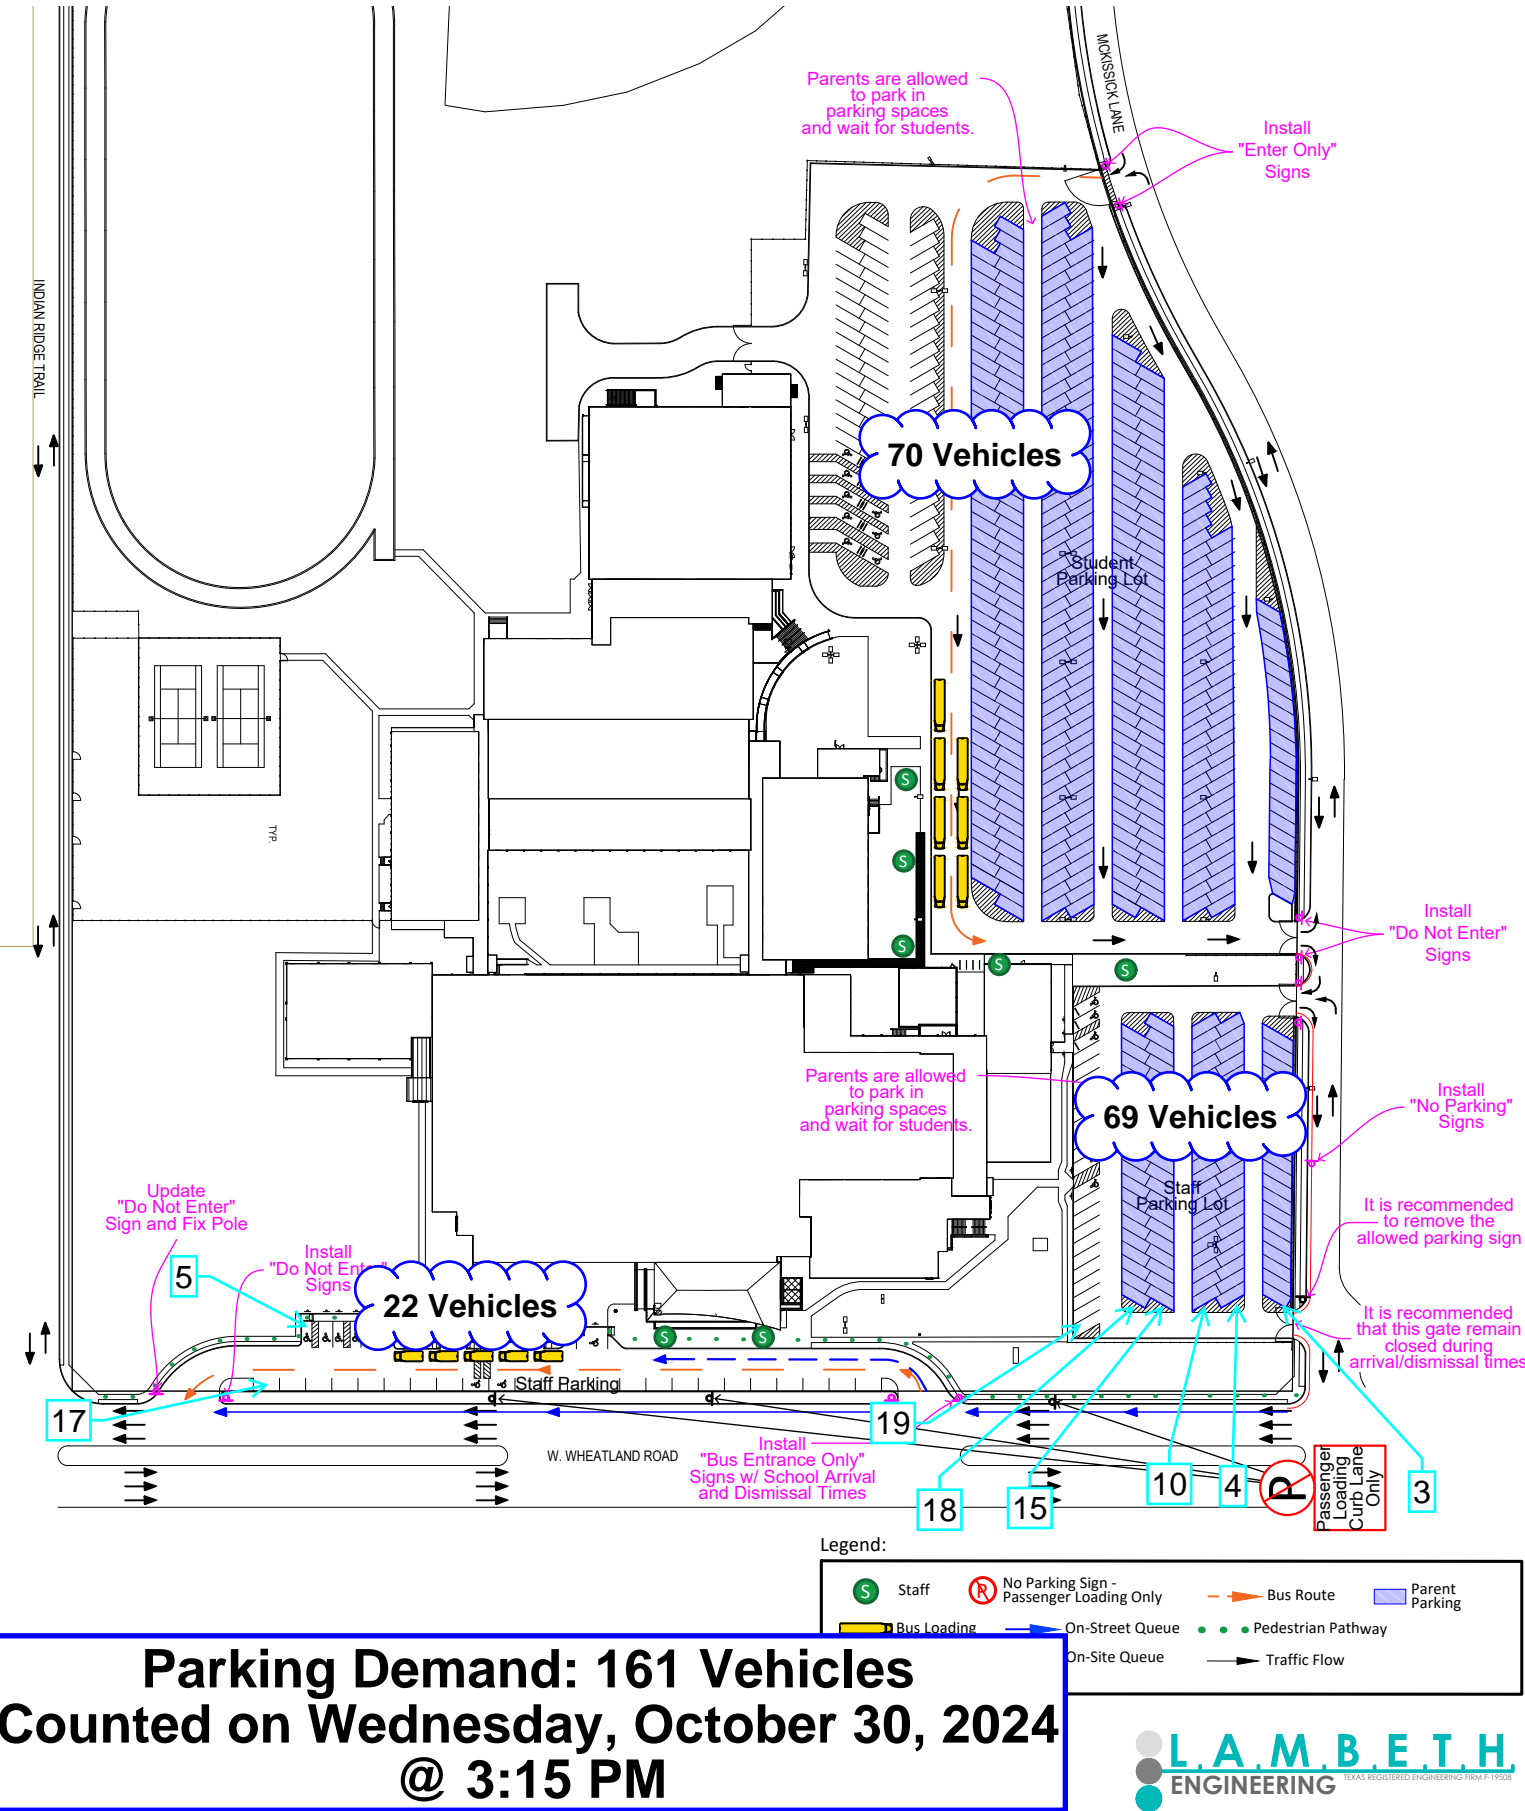 MCKISSICK LANE
Parents are allowed
to park in
parking spaces
and wait for students.
Install
"Enter Only"
Signs
INDIAN RIDGE TRAIL
70 Vehicles
Student
Parking Lot
TYP.
S
S
S
S
S
Install
"Do Not Enter"
Signs
Parents are allowed
to park in
parking spaces
and wait for students.
69 Vehicles
Install
"No Parking"
Signs
Staff
Parking Lot
Update
"Do Not Enter"
Sign and Fix Pole
It is recommended
to remove the
allowed parking sign
Install
"Do Not Enter"
Signs
5
22 Vehicles
S
S
It is recommended
that this gate remain
closed during
arrival/dismissal times
Staff Parking
17
19
W. WHEATLAND ROAD
Install
"Bus Entrance Only"
Signs w/ School Arrival
and Dismissal Times
18
15
10
4
P
Passenger
Loading
Curb Lane
Only
3
Legend:
S Staff
No Parking Sign -
Passenger Loading Only
Bus Route
Parent
Parking
Bus Loading
On-Street Queue
Pedestrian Pathway
On-Site Queue
Traffic Flow
Parking Demand: 161 Vehicles
Counted on Wednesday, October 30, 2024
@ 3:15 PM
L.A.M.B.E.T.H.
ENGINEERING
TEXAS REGISTERED ENGINEERING FIRM F-19508